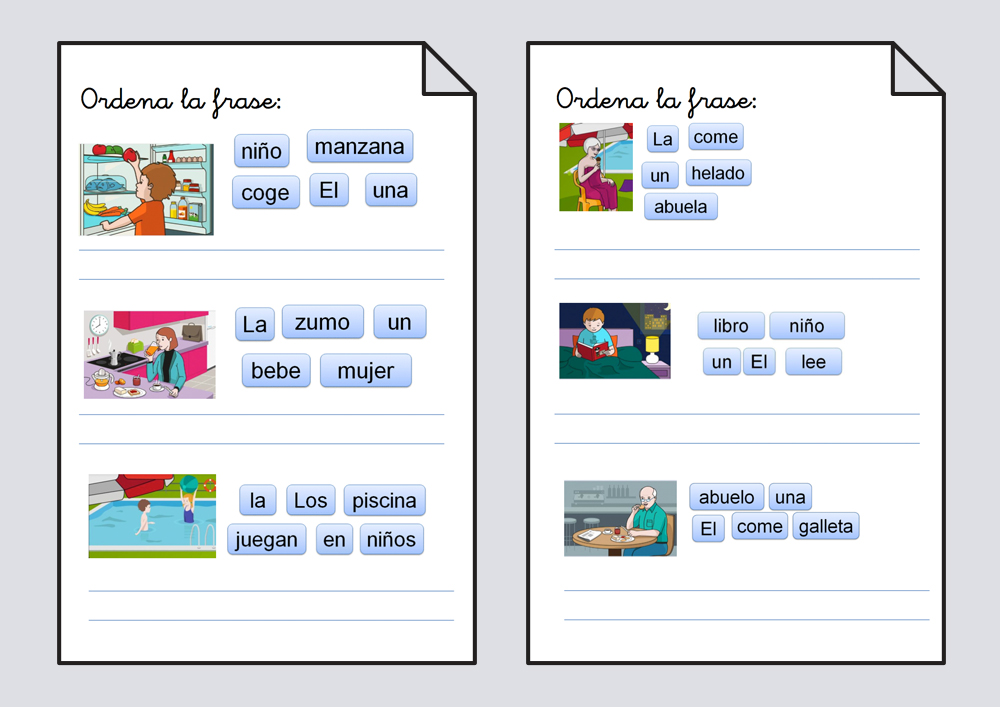 Ordena la frase:
niño manzana
coge El una
La zumo un
bebe mujer
la Los piscina
juegan en niños
Ordena la frase:
La come
un helado
abuela
libro niño
un El lee
abuelo una
El come galleta